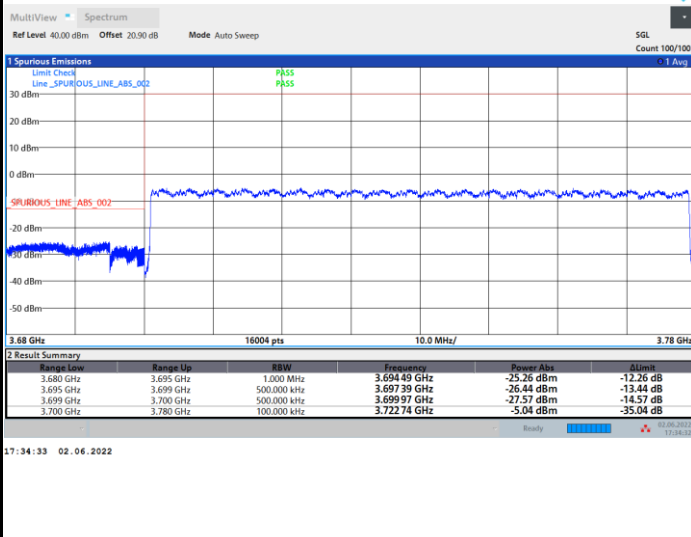 MultiView Spectrum
Ref Level 40.00 dBm Offset 20.90 dB Mode Auto Sweep SGL
Count 100/100
1 Spurious Emissions 1 Avg
Limit Check PASS
Line _SPURIOUS_LINE_ABS_002 PASS
30 dBm
20 dBm
10 dBm
0 dBm
_SPURIOUS_LINE_ABS_002
-20 dBm
-30 dBm
-40 dBm
-50 dBm
3.68 GHz 16004 pts 10.0 MHz/ 3.78 GHz
2 Result Summary
Range Low Range Up RBW Frequency Power Abs ΔLimit
3.680 GHz 3.695 GHz 1.000 MHz 3.694 49 GHz -25.26 dBm -12.26 dB
3.695 GHz 3.699 GHz 500.000 kHz 3.697 39 GHz -26.44 dBm -13.44 dB
3.699 GHz 3.700 GHz 500.000 kHz 3.699 97 GHz -27.57 dBm -14.57 dB
3.700 GHz 3.780 GHz 100.000 kHz 3.722 74 GHz -5.04 dBm -35.04 dB
Ready 02.06.2022
17:34:32
17:34:33 02.06.2022